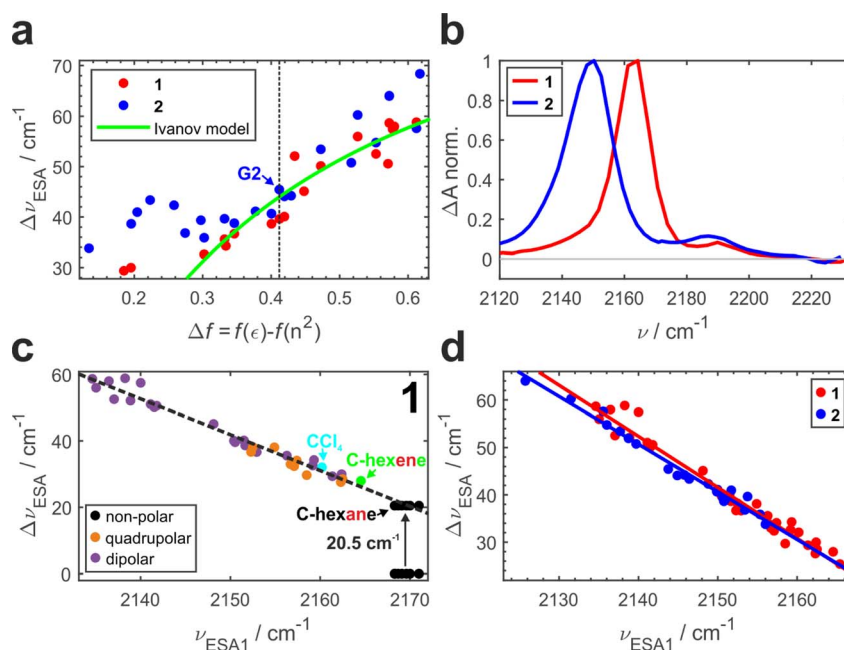 a
70
60
50
40
30
Δν_ESA / cm⁻¹
1
2
Ivanov model
G2
0.2 0.3 0.4 0.5 0.6
Δf = f(ϵ)-f(n²)
b
1
0.8
0.6
0.4
0.2
0
ΔA norm.
1
2
2120 2140 2160 2180 2200 2220
ν / cm⁻¹
c
60
40
20
0
Δν_ESA / cm⁻¹
1
CCl₄
C-hexene
C-hexane
20.5 cm⁻¹
non-polar
quadrupolar
dipolar
2140 2150 2160 2170
ν_ESA1 / cm⁻¹
d
60
50
40
30
Δν_ESA / cm⁻¹
1
2
2130 2140 2150 2160
ν_ESA1 / cm⁻¹